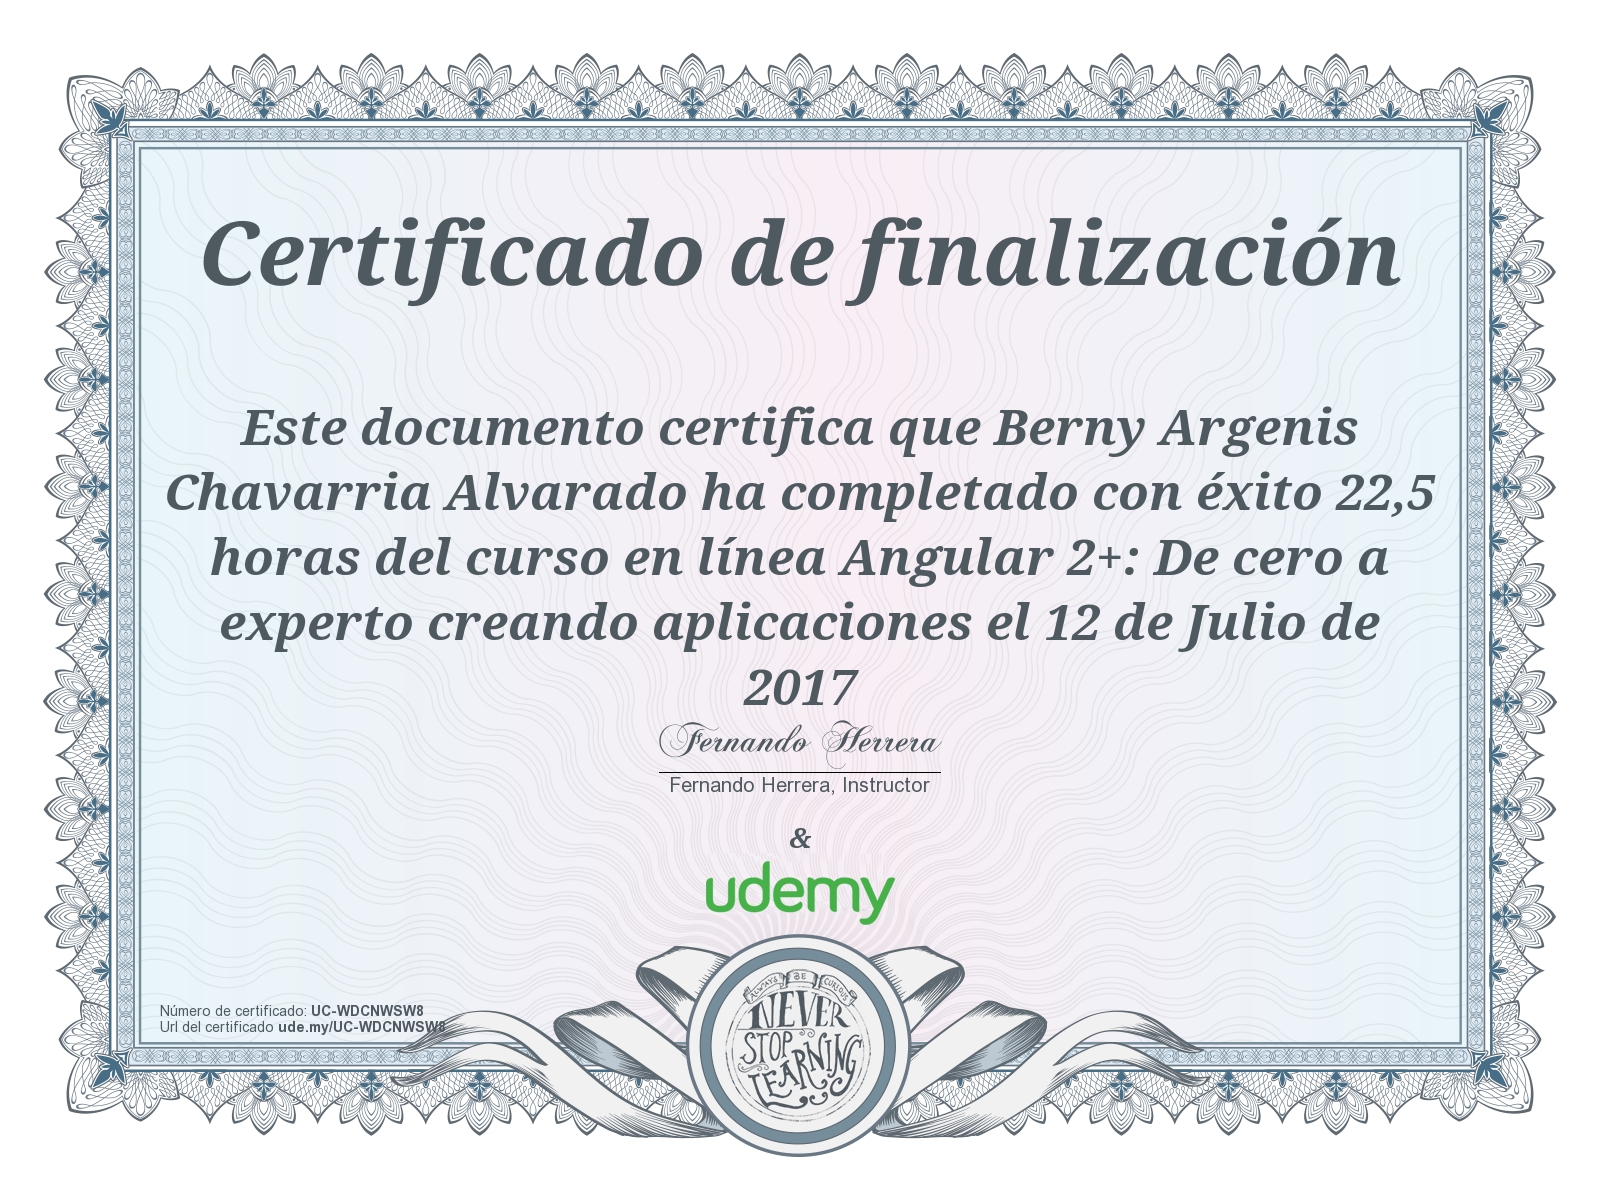 Certificado de finalización
Este documento certifica que Berny Argenis
Chavarria Alvarado ha completado con éxito 22,5
horas del curso en línea Angular 2+: De cero a
experto creando aplicaciones el 12 de Julio de
2017
Fernando Herrera
Fernando Herrera, Instructor
&
udemy
Número de certificado: UC-WDCNWSW8
Url del certificado ude.my/UC-WDCNWSW8
ALWAYS BE CURIOUS
NEVER
STOP
LEARNING